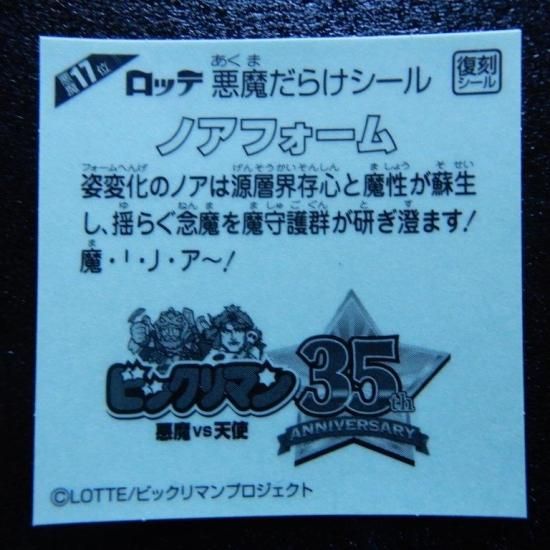 悪魔17位
ロッテ 悪魔だらけシール
あくま
復刻
シール
ノアフォーム
フォームへんげ げんそうかいそんしん ましょう そせい
姿変化のノアは源層界存心と魔性が蘇生
ゆ ねんま ましゅごぐん と す
し、揺らぐ念魔を魔守護群が研ぎ澄ます!
ま
魔・I・J・ア〜!
ビックリマン
悪魔VS天使
35th
ANNIVERSARY
©LOTTE/ビックリマンプロジェクト